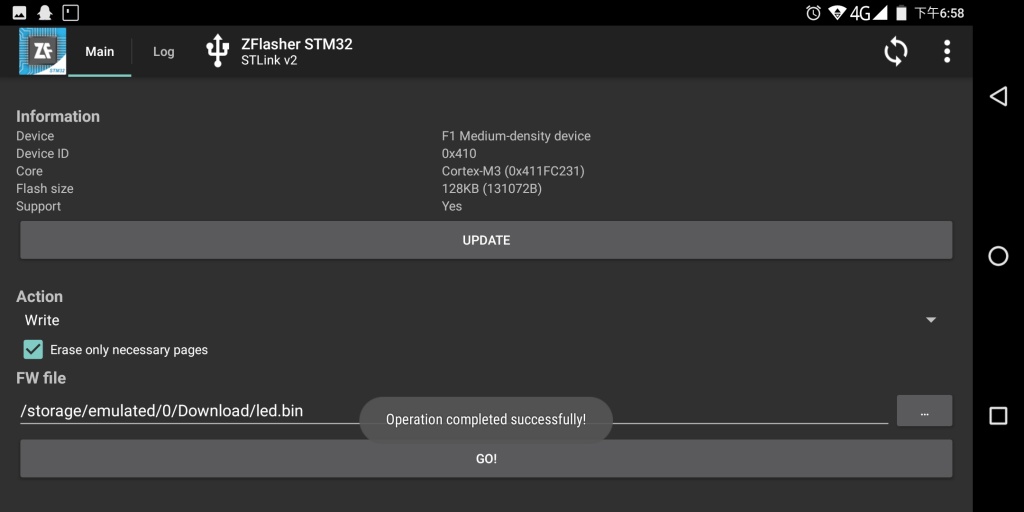 4G 下午6:58
ZF STM32 Main Log ZFlasher STM32
STLink v2
Information
Device F1 Medium-density device
Device ID 0x410
Core Cortex-M3 (0x411FC231)
Flash size 128KB (131072B)
Support Yes
UPDATE
Action
Write
Erase only necessary pages
FW file
/storage/emulated/0/Download/led.bin ...
Operation completed successfully!
GO!